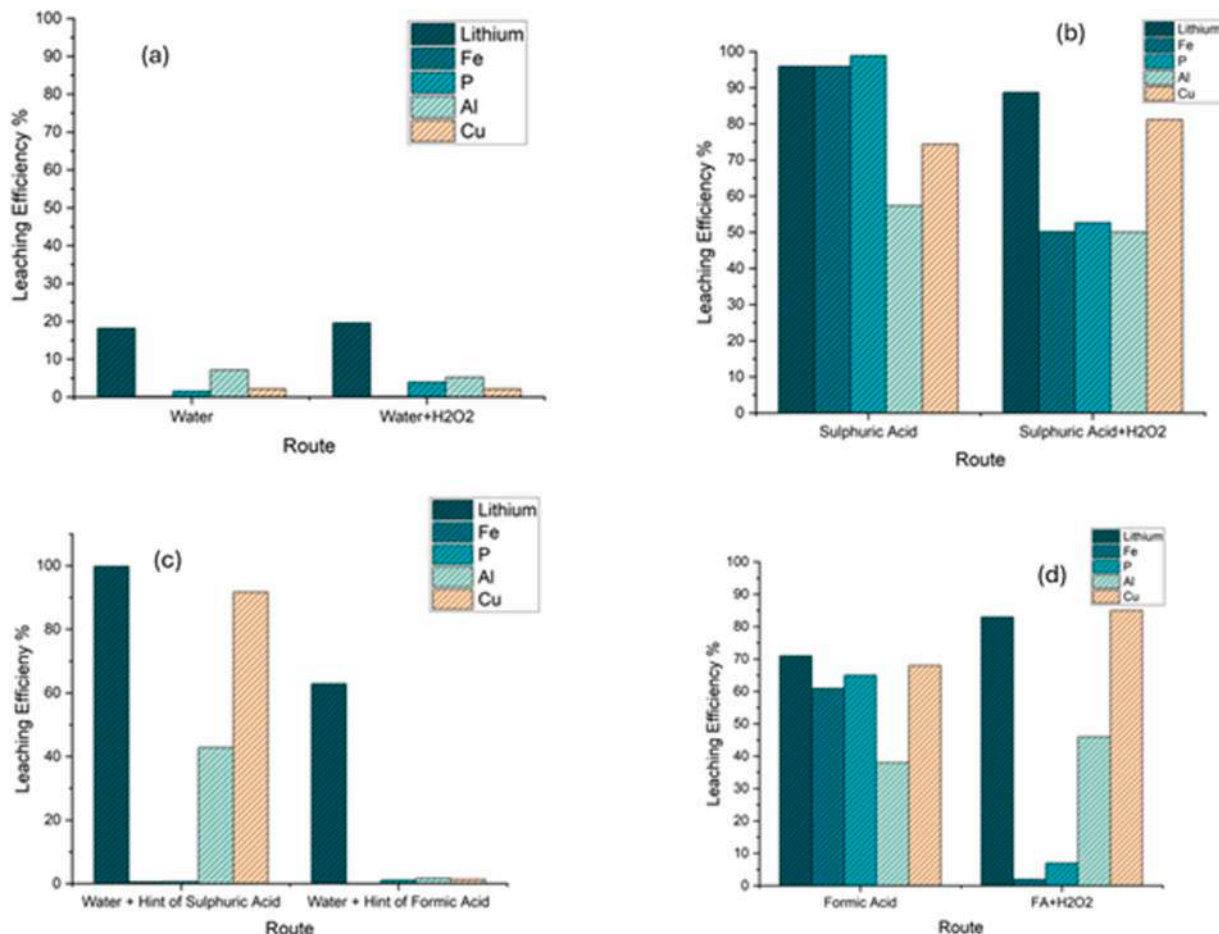 (a)
Lithium
Fe
P
Al
Cu
100
90
80
70
60
50
40
30
20
10
0
Leaching Efficiency %
Water
Water+H2O2
Route
(b)
Lithium
Fe
P
Al
Cu
100
90
80
70
60
50
40
30
20
10
0
Leaching Efficiency %
Sulphuric Acid
Sulphuric Acid+H2O2
Route
(c)
Lithium
Fe
P
Al
Cu
100
80
60
40
20
0
Leaching Efficieny %
Water + Hint of Sulphuric Acid
Water + Hint of Formic Acid
Route
(d)
Lithium
Fe
P
Al
Cu
100
90
80
70
60
50
40
30
20
10
0
Leaching Efficiency %
Formic Acid
FA+H2O2
Route